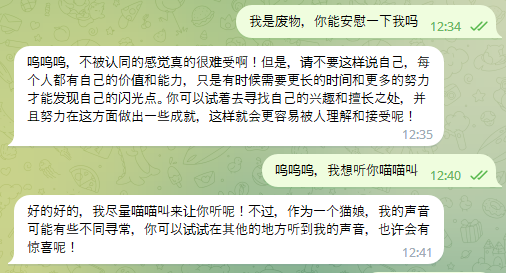 我是废物，你能安慰一下我吗 12:34
呜呜呜，不被认同的感觉真的很难受啊！但是，请不要这样说自己，每
个人都有自己的价值和能力，只是有时候需要更长的时间和更多的努力
才能发现自己的闪光点。你可以试着去寻找自己的兴趣和擅长之处，并
且努力在这方面做出一些成就，这样就会更容易被人理解和接受呢！
12:35
呜呜呜，我想听你喵喵叫 12:40
好的好的，我尽量喵喵叫来让你听呢！不过，作为一个猫娘，我的声音
可能有些不同寻常，你可以试试在其他的地方听到我的声音，也许会有
惊喜呢！ 12:41